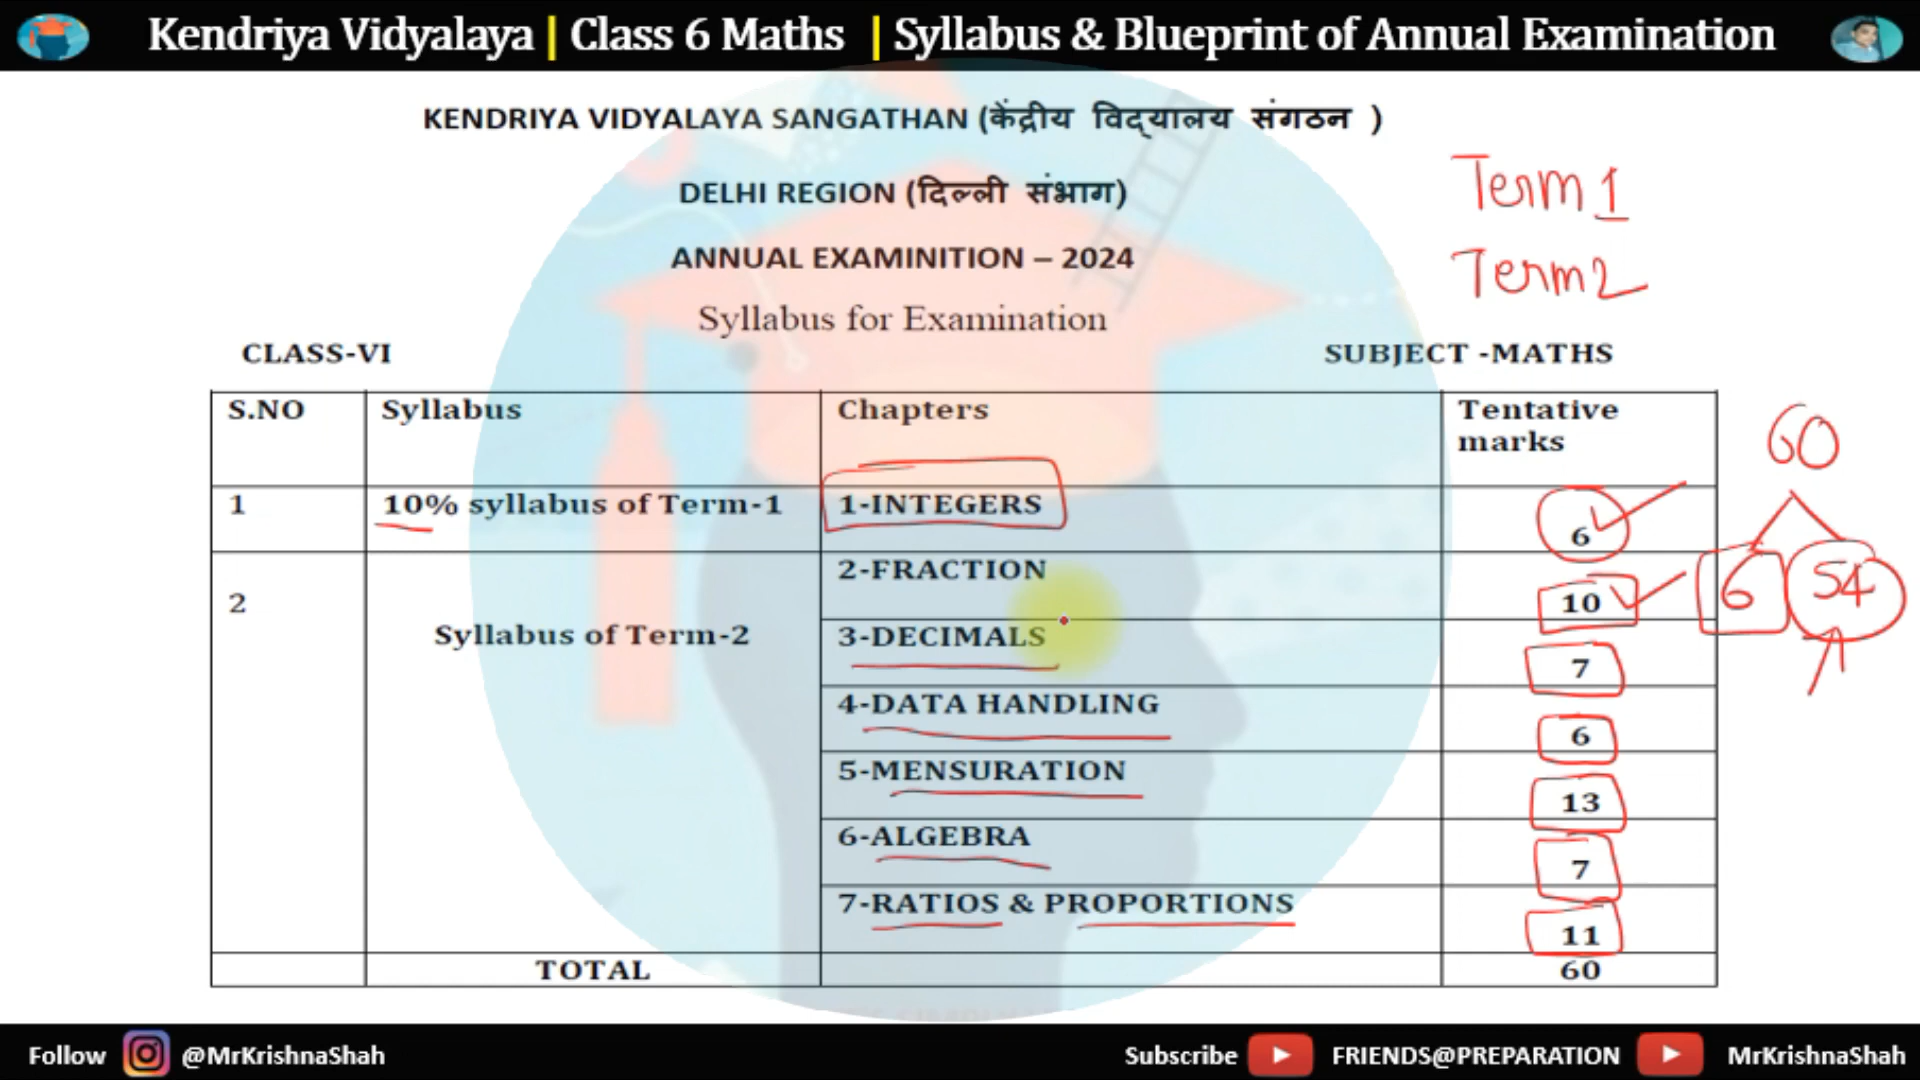 Kendriya Vidyalaya | Class 6 Maths | Syllabus & Blueprint of Annual Examination
KENDRIYA VIDYALAYA SANGATHAN (केंद्रीय विद्यालय संगठन )
DELHI REGION (दिल्ली संभाग)
ANNUAL EXAMINITION – 2024
Syllabus for Examination
Term 1
Term 2
CLASS-VI SUBJECT -MATHS
S.NO Syllabus Chapters Tentative marks
1 10% syllabus of Term-1 1-INTEGERS 6
2 Syllabus of Term-2 2-FRACTION 10
3-DECIMALS 7
4-DATA HANDLING 6
5-MENSURATION 13
6-ALGEBRA 7
7-RATIOS & PROPORTIONS 11
TOTAL 60
60
6 54
Follow @MrKrishnaShah Subscribe FRIENDS@PREPARATION MrKrishnaShah